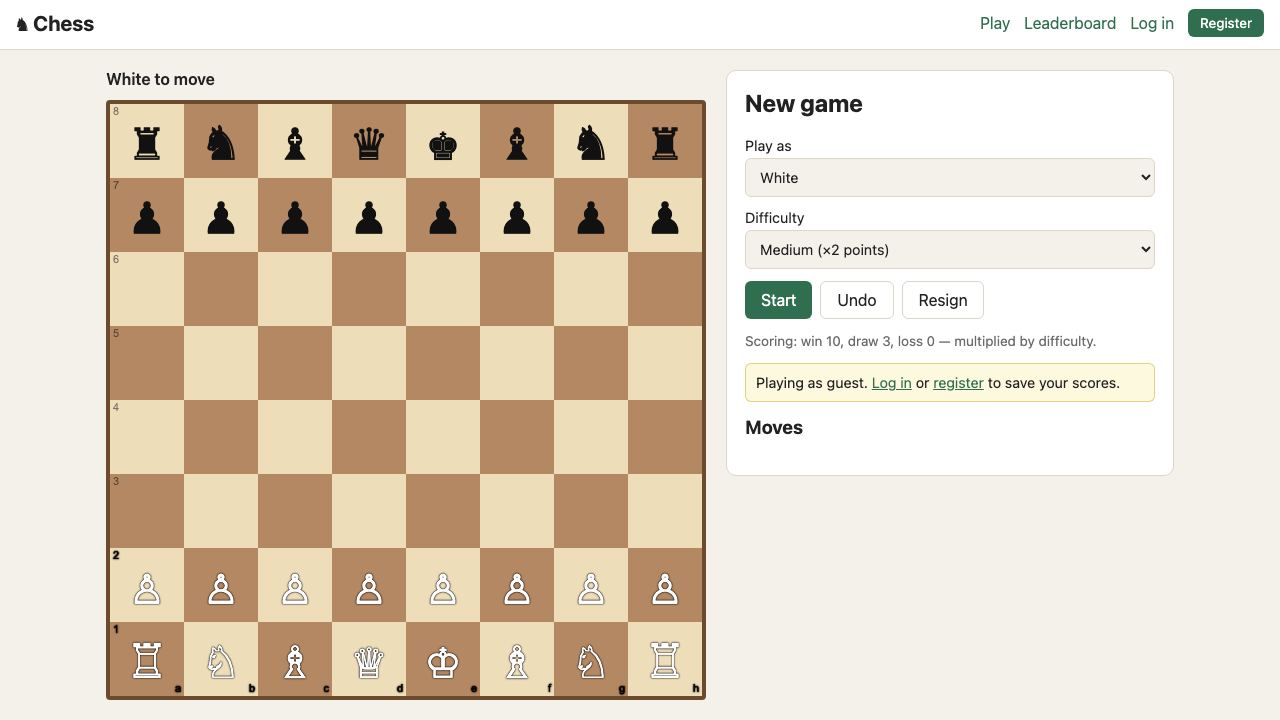 ♞ Chess
Play Leaderboard Log in Register
White to move
8
7
6
5
4
3
2
1
a b c d e f g h
New game
Play as
White
Difficulty
Medium (×2 points)
Start Undo Resign
Scoring: win 10, draw 3, loss 0 — multiplied by difficulty.
Playing as guest. Log in or register to save your scores.
Moves